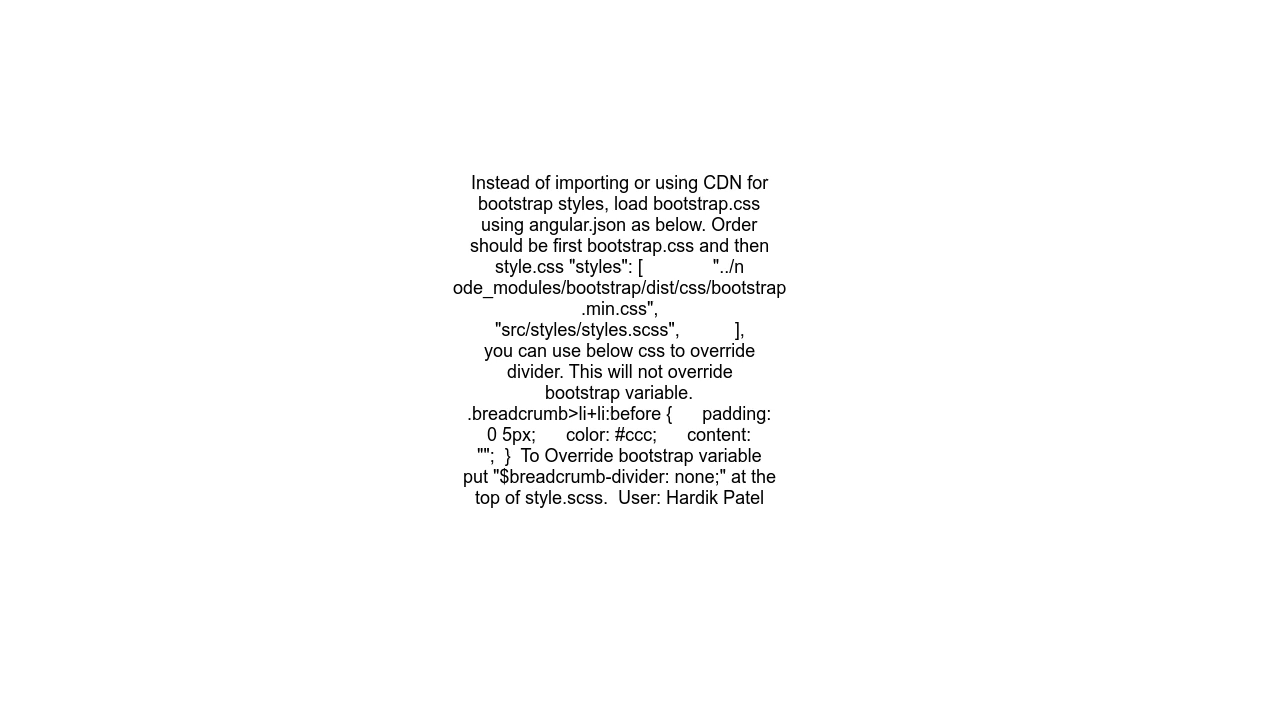 Instead of importing or using CDN for
bootstrap styles, load bootstrap.css
using angular.json as below. Order
should be first bootstrap.css and then
style.css "styles": [              "../n
ode_modules/bootstrap/dist/css/bootstrap
.min.css",
"src/styles/styles.scss",           ],
you can use below css to override
divider. This will not override
bootstrap variable.
.breadcrumb>li+li:before {      padding:
0 5px;      color: #ccc;      content:
"";  }  To Override bootstrap variable
put "$breadcrumb-divider: none;" at the
top of style.scss.  User: Hardik Patel